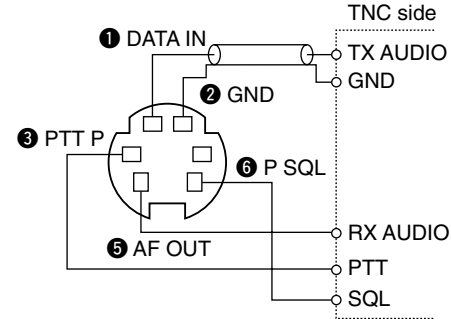 TNC side
❶ DATA IN
TX AUDIO
❷ GND
GND
❸ PTT P
❻ P SQL
❺ AF OUT
RX AUDIO
PTT
SQL